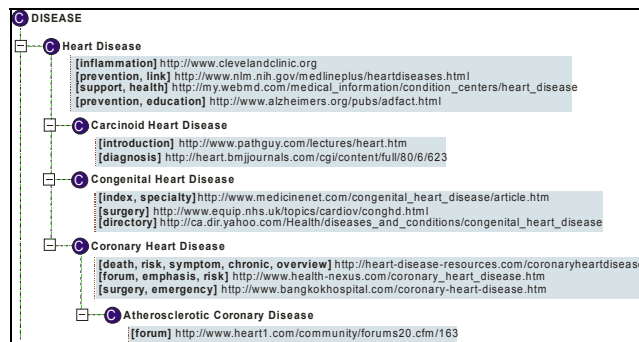 C DISEASE
C Heart Disease
[inflammation] http://www.clevelandclinic.org
[prevention, link] http://www.nlm.nih.gov/medlineplus/heartdiseases.html
[support, health] http://my.webmd.com/medical_information/condition_centers/heart_disease
[prevention, education] http://www.alzheimers.org/pubs/adfact.html
C Carcinoid Heart Disease
[introduction] http://www.pathguy.com/lectures/heart.htm
[diagnosis] http://heart.bmjjournals.com/cgi/content/full/80/6/623
C Congenital Heart Disease
[index, specialty] http://www.medicinenet.com/congenital_heart_disease/article.htm
[surgery] http://www.equip.nhs.uk/topics/cardiov/conghd.html
[directory] http://ca.dir.yahoo.com/Health/diseases_and_conditions/congenital_heart_disease
C Coronary Heart Disease
[death, risk, symptom, chronic, overview] http://heart-disease-resources.com/coronaryheartdisease
[forum, emphasis, risk] http://www.health-nexus.com/coronary_heart_disease.htm
[surgery, emergency] http://www.bangkokhospital.com/coronary-heart-disease.htm
C Atherosclerotic Coronary Disease
[forum] http://www.heart1.com/community/forums20.cfm/163